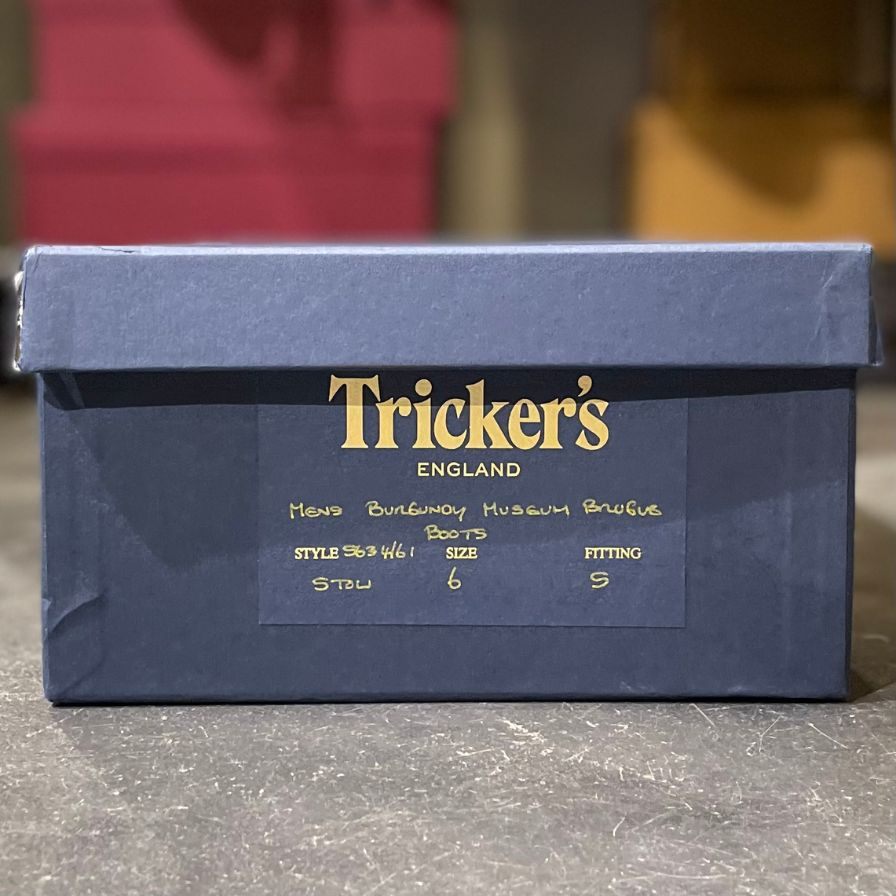 Tricker's
ENGLAND
MENS BURGUNDY MUSEUM BROGUE
BOOTS
STYLE 5634/61 SIZE FITTING
STOW 6 5